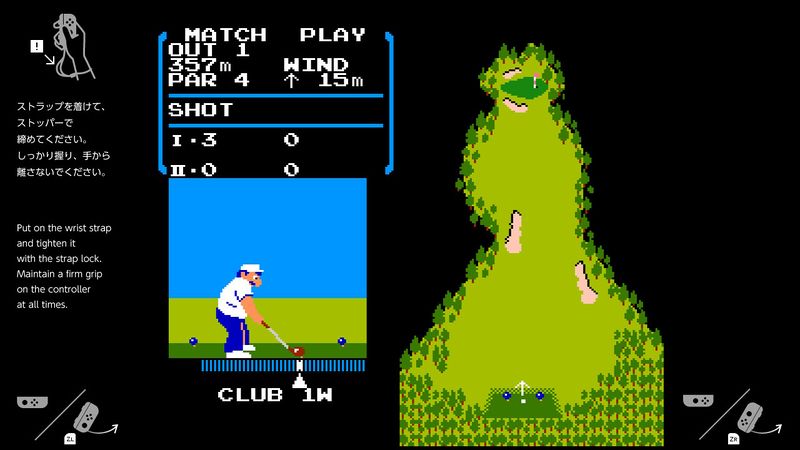 !
ストラップを着けて、
ストッパーで
締めてください。
しっかり握り、手から
離さないでください。
Put on the wrist strap
and tighten it
with the strap lock.
Maintain a firm grip
on the controller
at all times.
ZL
MATCH PLAY
OUT 1
357m WIND
PAR 4 ↑ 15m
SHOT
I·3 0
II·0 0
CLUB 1W
ZR